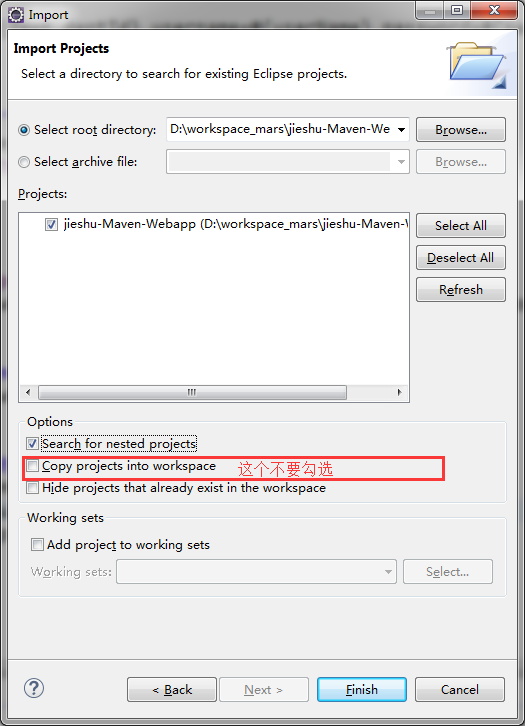 Import
Import Projects
Select a directory to search for existing Eclipse projects.
Select root directory:
D:\workspace_mars\jieshu-Maven-We
Browse...
Select archive file:
Browse...
Projects:
jieshu-Maven-Webapp (D:\workspace_mars\jieshu-Maven-
Select All
Deselect All
Refresh
Options
Search for nested projects
Copy projects into workspace
这个不要勾选
Hide projects that already exist in the workspace
Working sets
Add project to working sets
Working sets:
Select...
?
< Back
Next >
Finish
Cancel